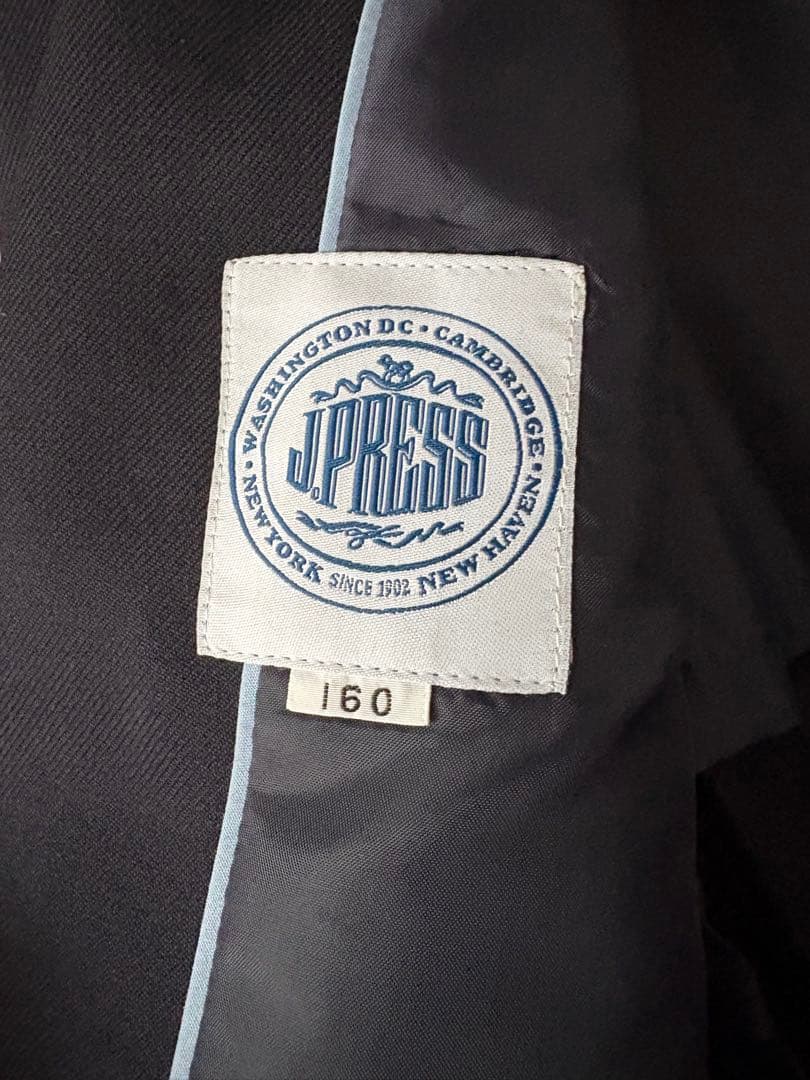 WASHINGTON DC • CAMBRIDGE •
J.PRESS
• NEW YORK SINCE 1902 NEW HAVEN •
160